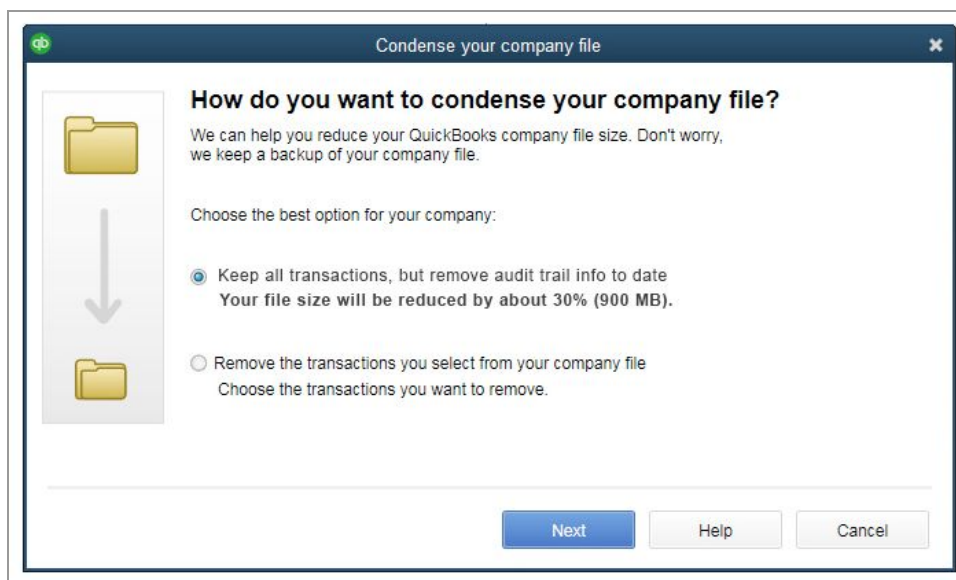 qb
Condense your company file
How do you want to condense your company file?
We can help you reduce your QuickBooks company file size. Don't worry,
we keep a backup of your company file.
Choose the best option for your company:
Keep all transactions, but remove audit trail info to date
Your file size will be reduced by about 30% (900 MB).
Remove the transactions you select from your company file
Choose the transactions you want to remove.
Next Help Cancel